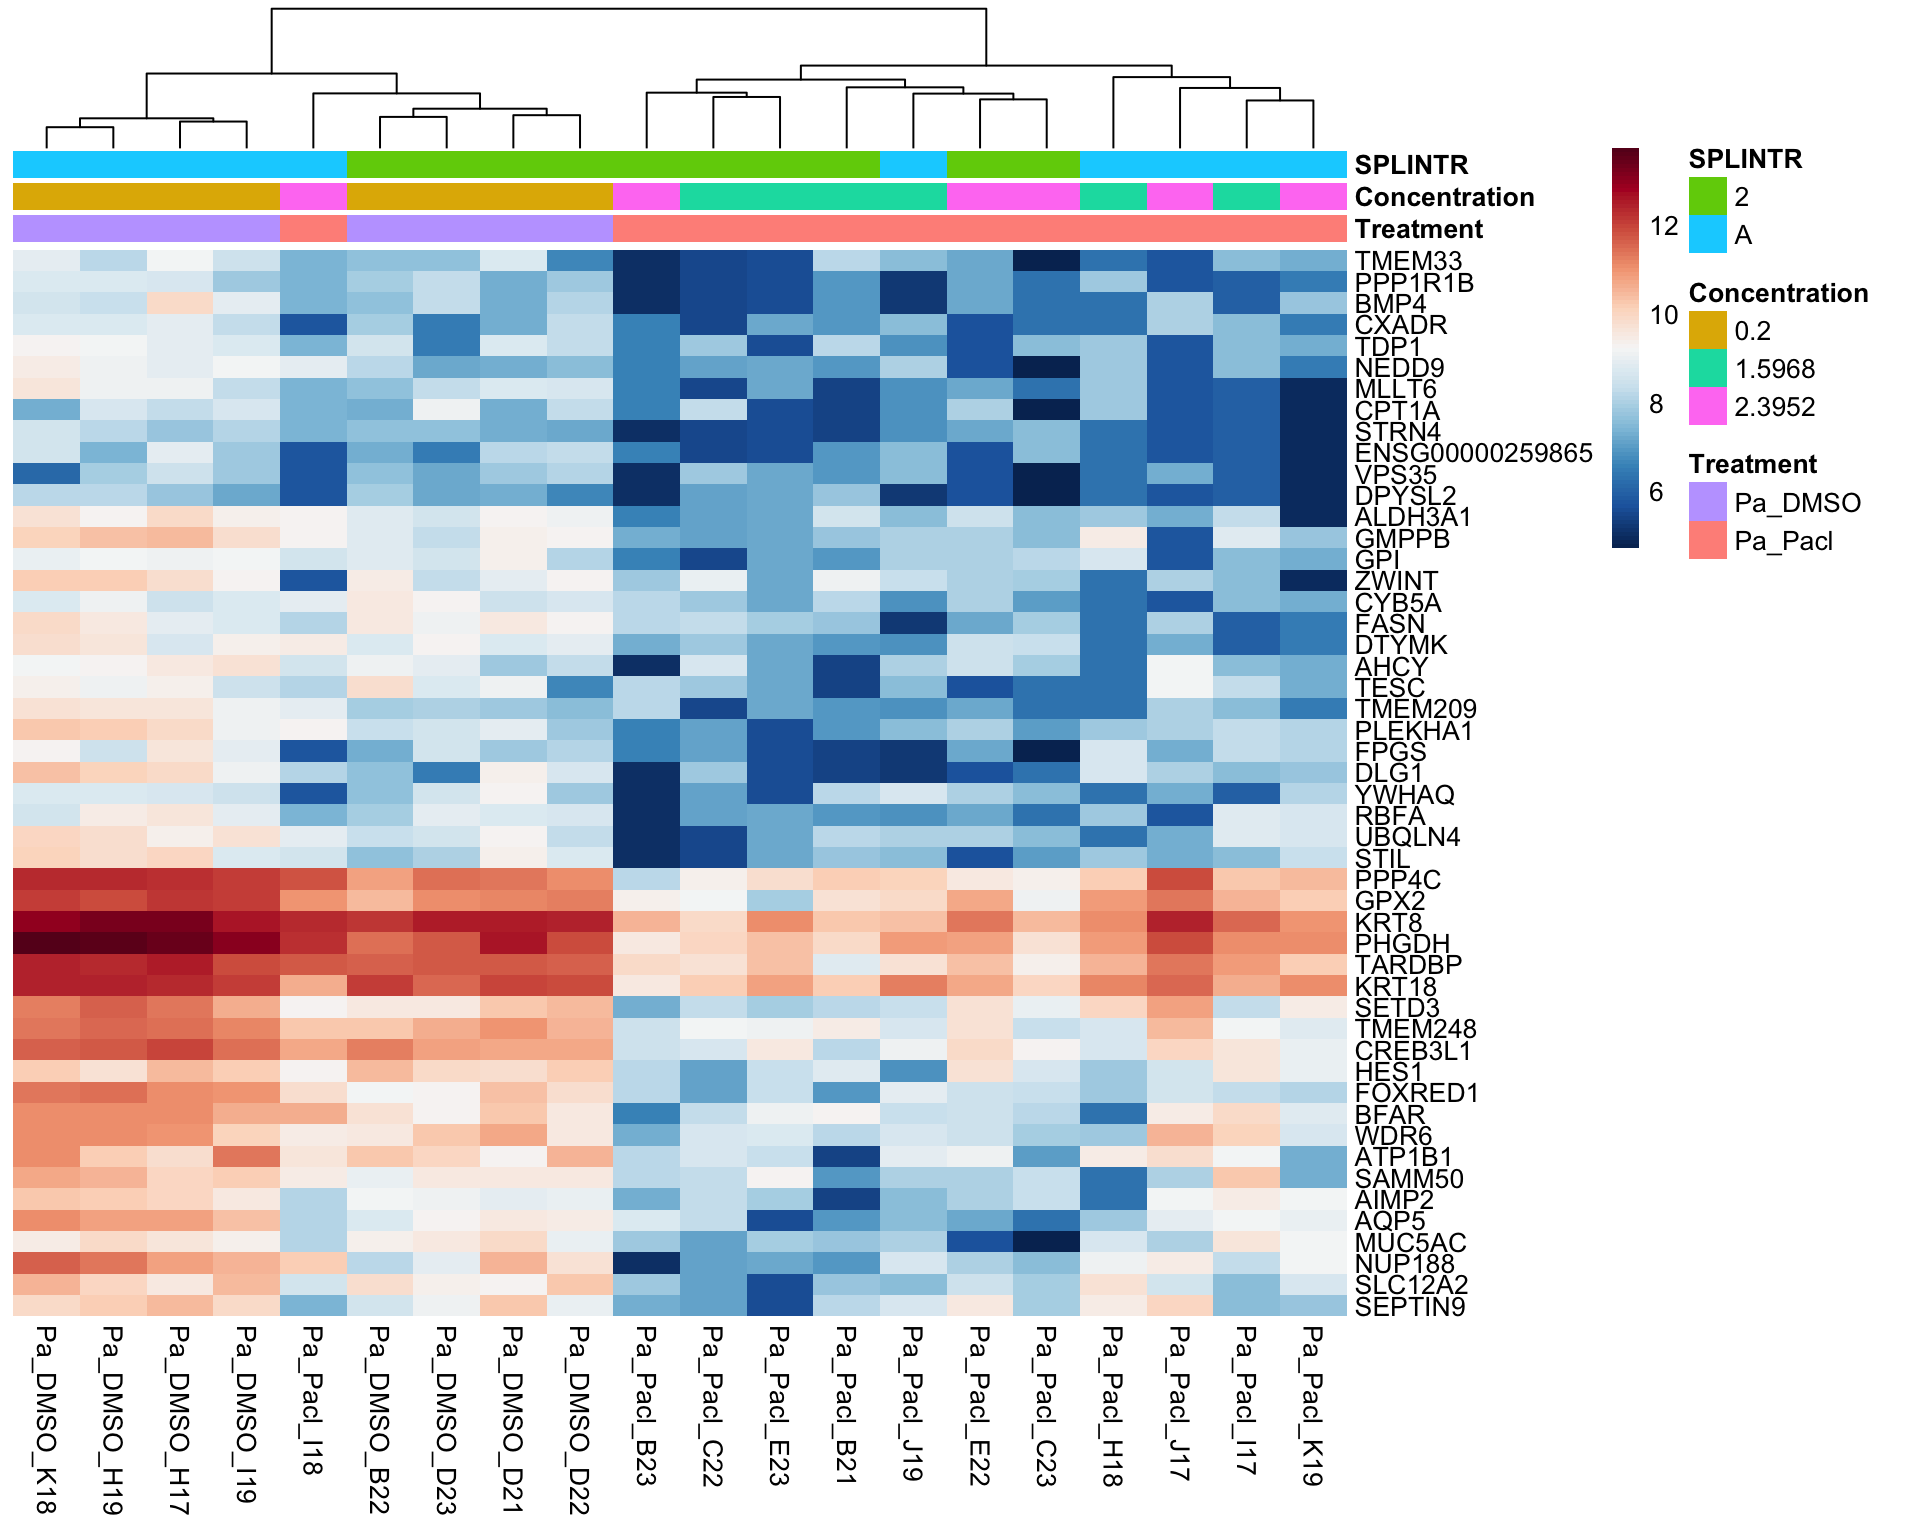 SPLINTR
Concentration
Treatment
TMEM33
PPP1R1B
BMP4
CXADR
TDP1
NEDD9
MLLT6
CPT1A
STRN4
ENSG00000259865
VPS35
DPYSL2
ALDH3A1
GMPPB
GPI
ZWINT
CYB5A
FASN
DTYMK
AHCY
TESC
TMEM209
PLEKHA1
FPGS
DLG1
YWHAQ
RBFA
UBQLN4
STIL
PPP4C
GPX2
KRT8
PHGDH
TARDBP
KRT18
SETD3
TMEM248
CREB3L1
HES1
FOXRED1
BFAR
WDR6
ATP1B1
SAMM50
AIMP2
AQP5
MUC5AC
NUP188
SLC12A2
SEPTIN9
Pa_DMSO_K18
Pa_DMSO_H19
Pa_DMSO_H17
Pa_DMSO_I19
Pa_Pacl_I18
Pa_DMSO_B22
Pa_DMSO_D23
Pa_DMSO_D21
Pa_DMSO_D22
Pa_Pacl_B23
Pa_Pacl_C22
Pa_Pacl_E23
Pa_Pacl_B21
Pa_Pacl_J19
Pa_Pacl_E22
Pa_Pacl_C23
Pa_Pacl_H18
Pa_Pacl_J17
Pa_Pacl_I17
Pa_Pacl_K19
12
10
8
6
SPLINTR
2
A
Concentration
0.2
1.5968
2.3952
Treatment
Pa_DMSO
Pa_Pacl